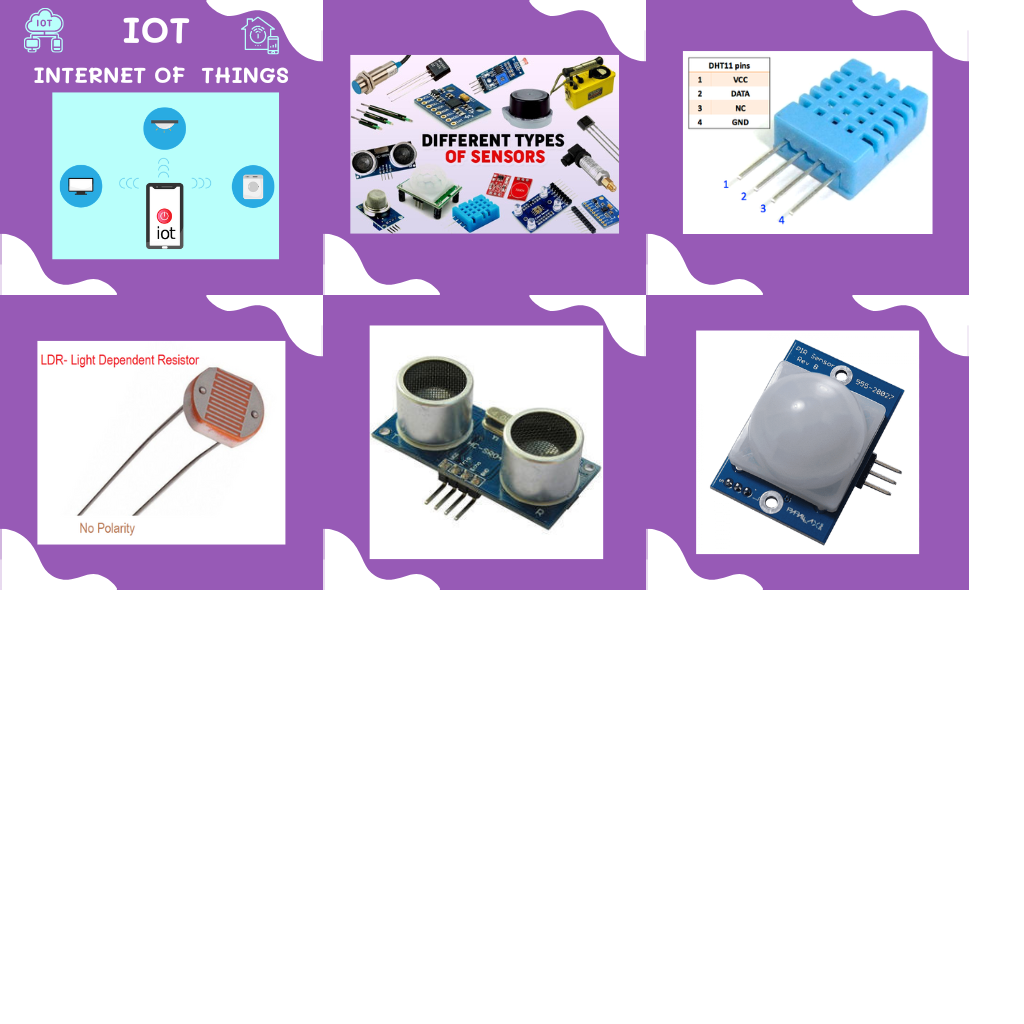 IOT
IOT
INTERNET OF THINGS
iot
DIFFERENT TYPES
OF SENSORS
DHT11 pins
1 VCC
2 DATA
3 NC
4 GND
1
2
3
4
LDR- Light Dependent Resistor
No Polarity
HC-SR04
T
R
PIR Sensor
Rev B
555-28027